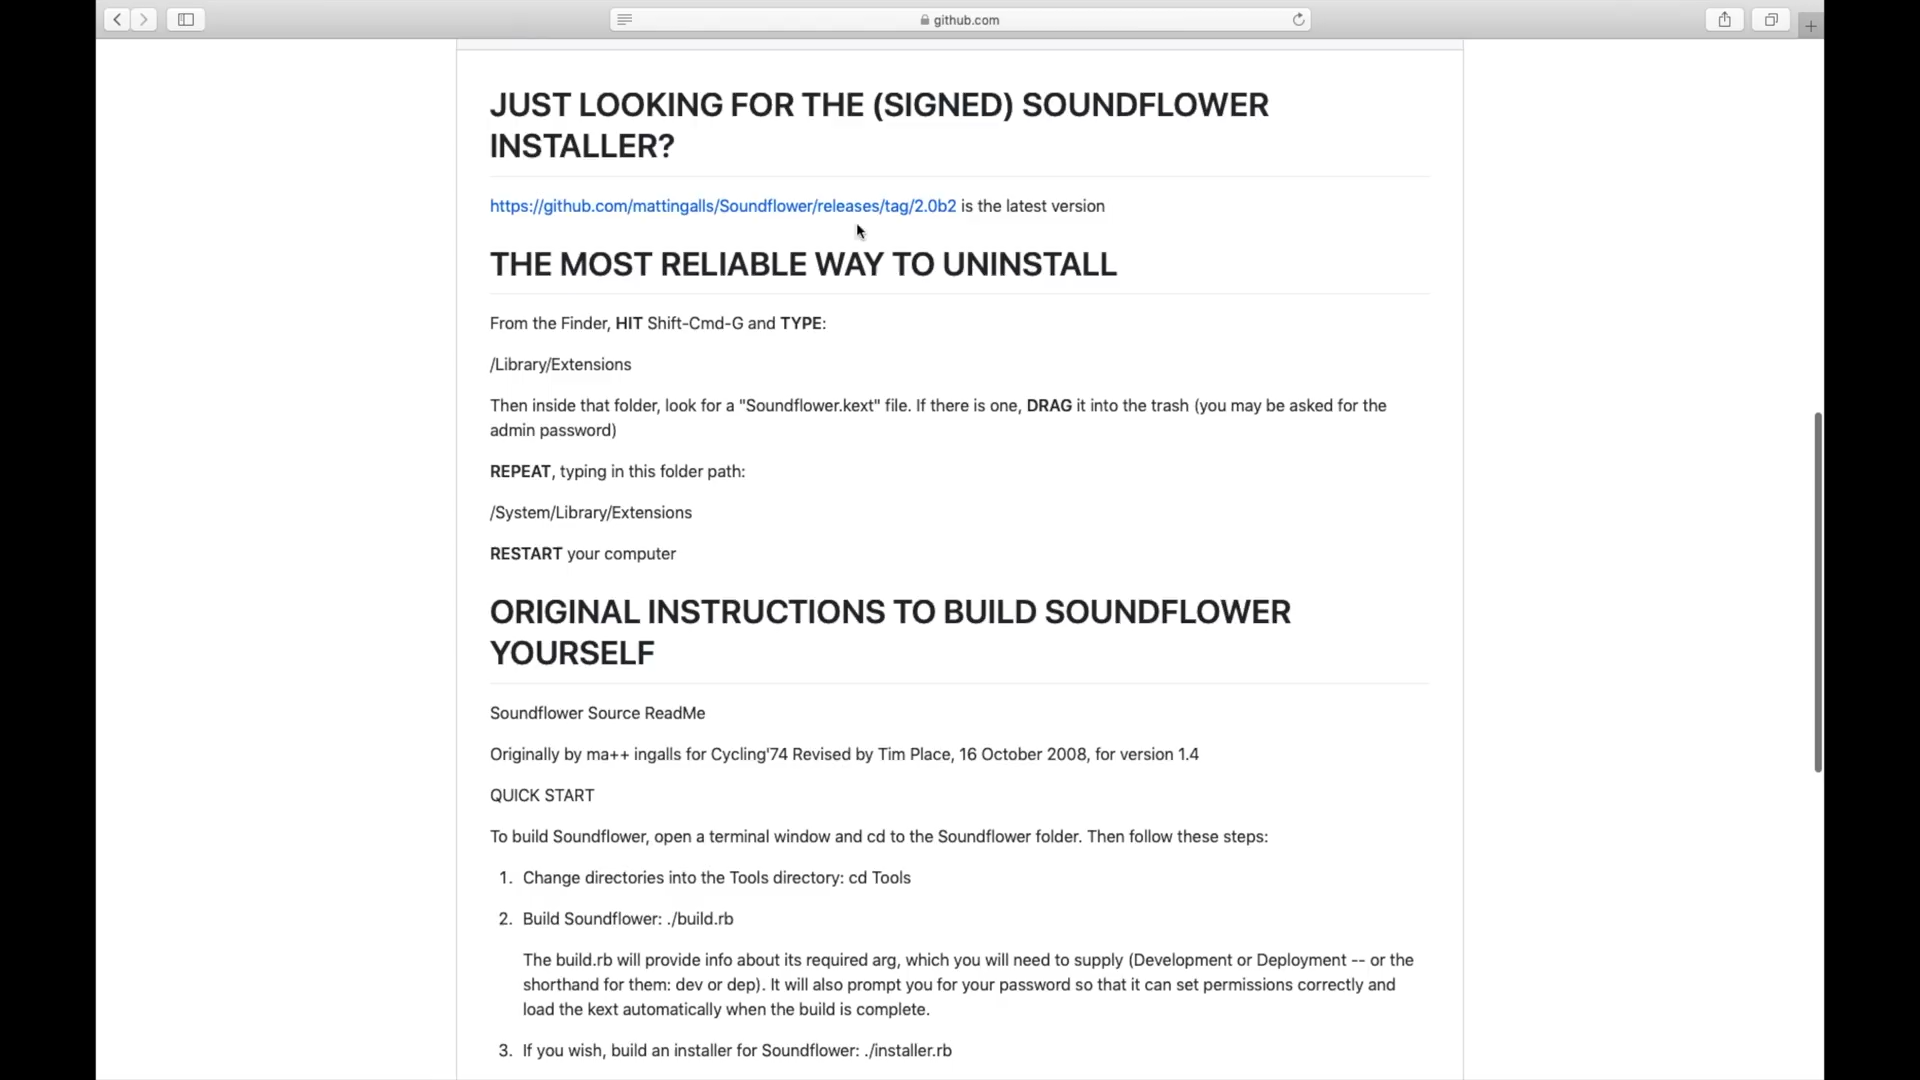 github.com
JUST LOOKING FOR THE (SIGNED) SOUNDFLOWER
INSTALLER?
https://github.com/mattingalls/Soundflower/releases/tag/2.0b2 is the latest version
THE MOST RELIABLE WAY TO UNINSTALL
From the Finder, HIT Shift-Cmd-G and TYPE:
/Library/Extensions
Then inside that folder, look for a "Soundflower.kext" file. If there is one, DRAG it into the trash (you may be asked for the
admin password)
REPEAT, typing in this folder path:
/System/Library/Extensions
RESTART your computer
ORIGINAL INSTRUCTIONS TO BUILD SOUNDFLOWER
YOURSELF
Soundflower Source ReadMe
Originally by ma++ ingalls for Cycling'74 Revised by Tim Place, 16 October 2008, for version 1.4
QUICK START
To build Soundflower, open a terminal window and cd to the Soundflower folder. Then follow these steps:
1. Change directories into the Tools directory: cd Tools
2. Build Soundflower: ./build.rb
The build.rb will provide info about its required arg, which you will need to supply (Development or Deployment -- or the
shorthand for them: dev or dep). It will also prompt you for your password so that it can set permissions correctly and
load the kext automatically when the build is complete.
3. If you wish, build an installer for Soundflower: ./installer.rb